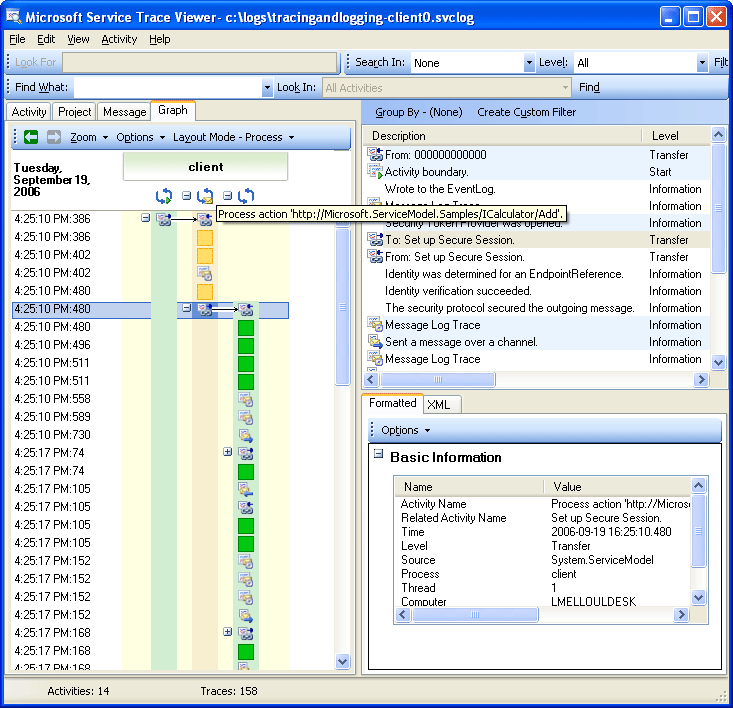 Microsoft Service Trace Viewer- c:\logs\tracingandlogging-client0.svclog
File Edit View Activity Help
Look For Search In: None Level: All
Find What: Look In: All Activities Find
Activity Project Message Graph
Zoom Options Layout Mode - Process
Tuesday, September 19, 2006
client
Process action 'http://Microsoft.ServiceModel.Samples/ICalculator/Add'.
4:25:10 PM:386
4:25:10 PM:386
4:25:10 PM:402
4:25:10 PM:402
4:25:10 PM:480
4:25:10 PM:480
4:25:10 PM:480
4:25:10 PM:496
4:25:10 PM:511
4:25:10 PM:511
4:25:10 PM:558
4:25:10 PM:589
4:25:10 PM:730
4:25:17 PM:74
4:25:17 PM:74
4:25:17 PM:105
4:25:17 PM:105
4:25:17 PM:105
4:25:17 PM:105
4:25:17 PM:152
4:25:17 PM:152
4:25:17 PM:152
4:25:17 PM:152
4:25:17 PM:168
4:25:17 PM:168
4:25:17 PM:168
Group By - (None) Create Custom Filter
Description Level
From: 000000000000 Transfer
Activity boundary. Start
Wrote to the EventLog. Information
Message Log Trace Information
Security Token Provider was opened. Information
To: Set up Secure Session. Transfer
From: Set up Secure Session. Transfer
Identity was determined for an EndpointReference. Information
Identity verification succeeded. Information
The security protocol secured the outgoing message. Information
Message Log Trace Information
Sent a message over a channel. Information
Message Log Trace Information
Formatted XML
Options
Basic Information
Name Value
Activity Name Process action 'http://Micros
Related Activity Name Set up Secure Session.
Time 2006-09-19 16:25:10.480
Level Transfer
Source System.ServiceModel
Process client
Thread 1
Computer LMELLOULDESK
Activities: 14 Traces: 158